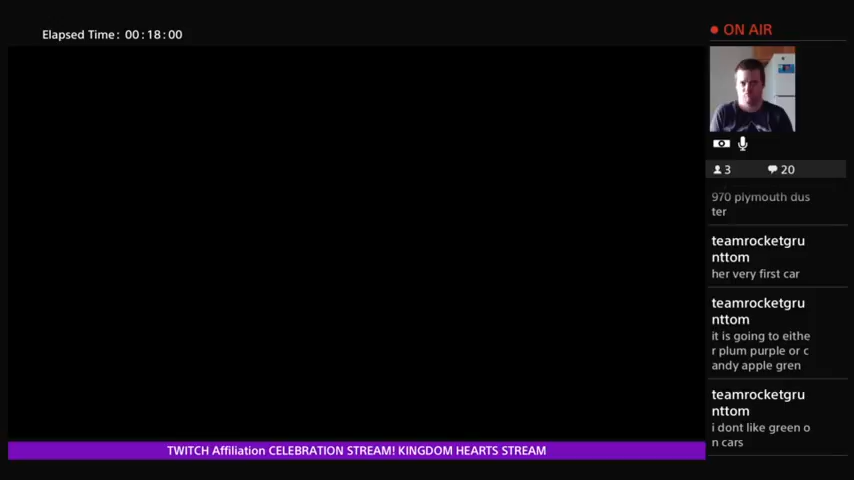 Elapsed Time: 00:18:00
ON AIR
3 20
970 plymouth dus
ter
teamrocketgru
nttom
her very first car
teamrocketgru
nttom
it is going to eithe
r plum purple or c
andy apple gren
teamrocketgru
nttom
i dont like green o
n cars
TWITCH Affiliation CELEBRATION STREAM! KINGDOM HEARTS STREAM